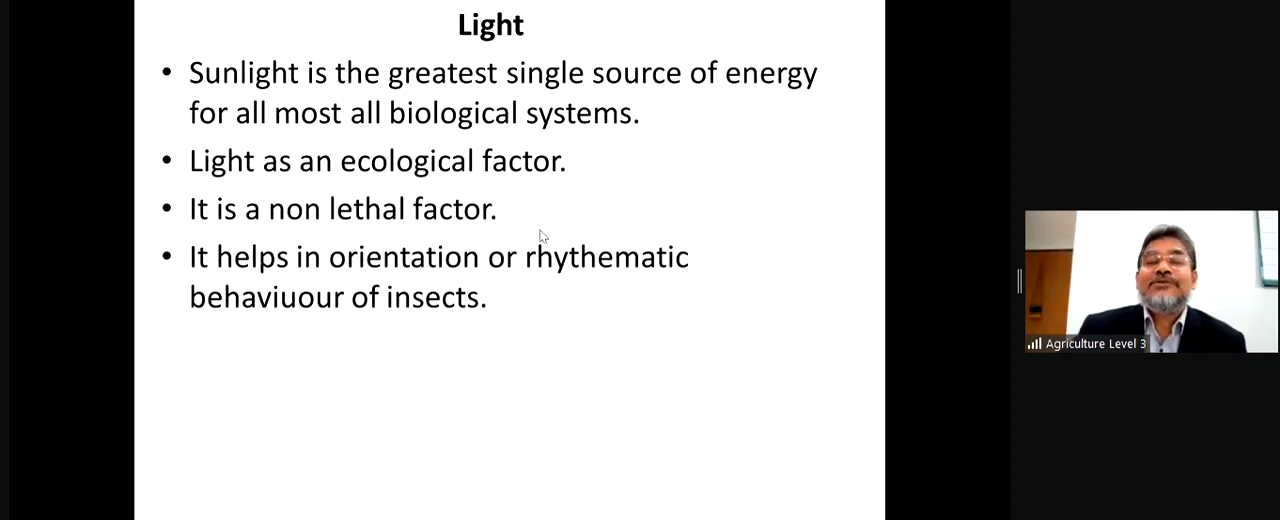 Light
• Sunlight is the greatest single source of energy
for all most all biological systems.
• Light as an ecological factor.
• It is a non lethal factor.
• It helps in orientation or rhythematic
behaviuour of insects.
Agriculture Level 3